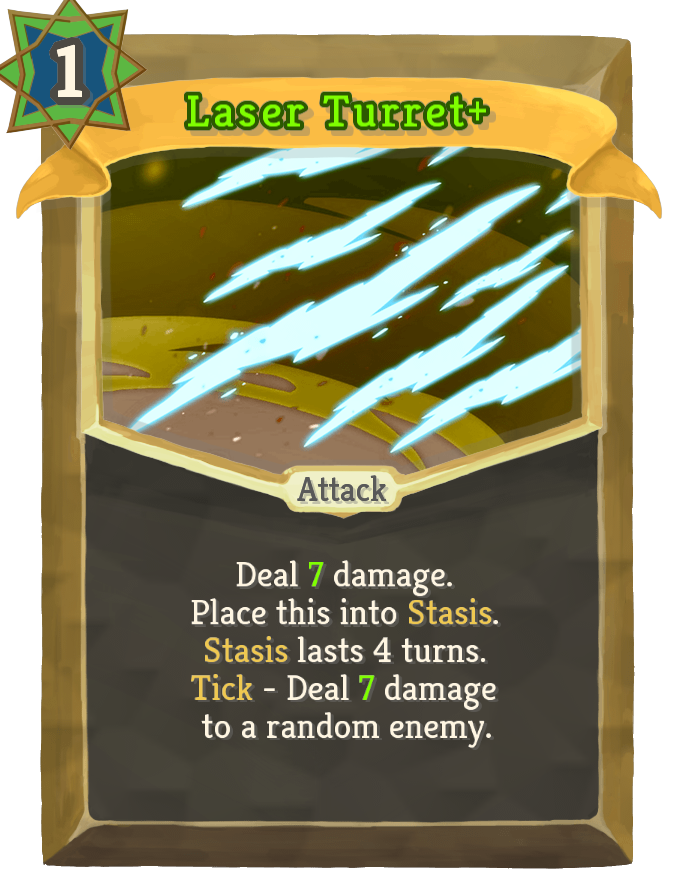 1
Laser Turret+
Attack
Deal 7 damage.
Place this into Stasis.
Stasis lasts 4 turns.
Tick - Deal 7 damage
to a random enemy.